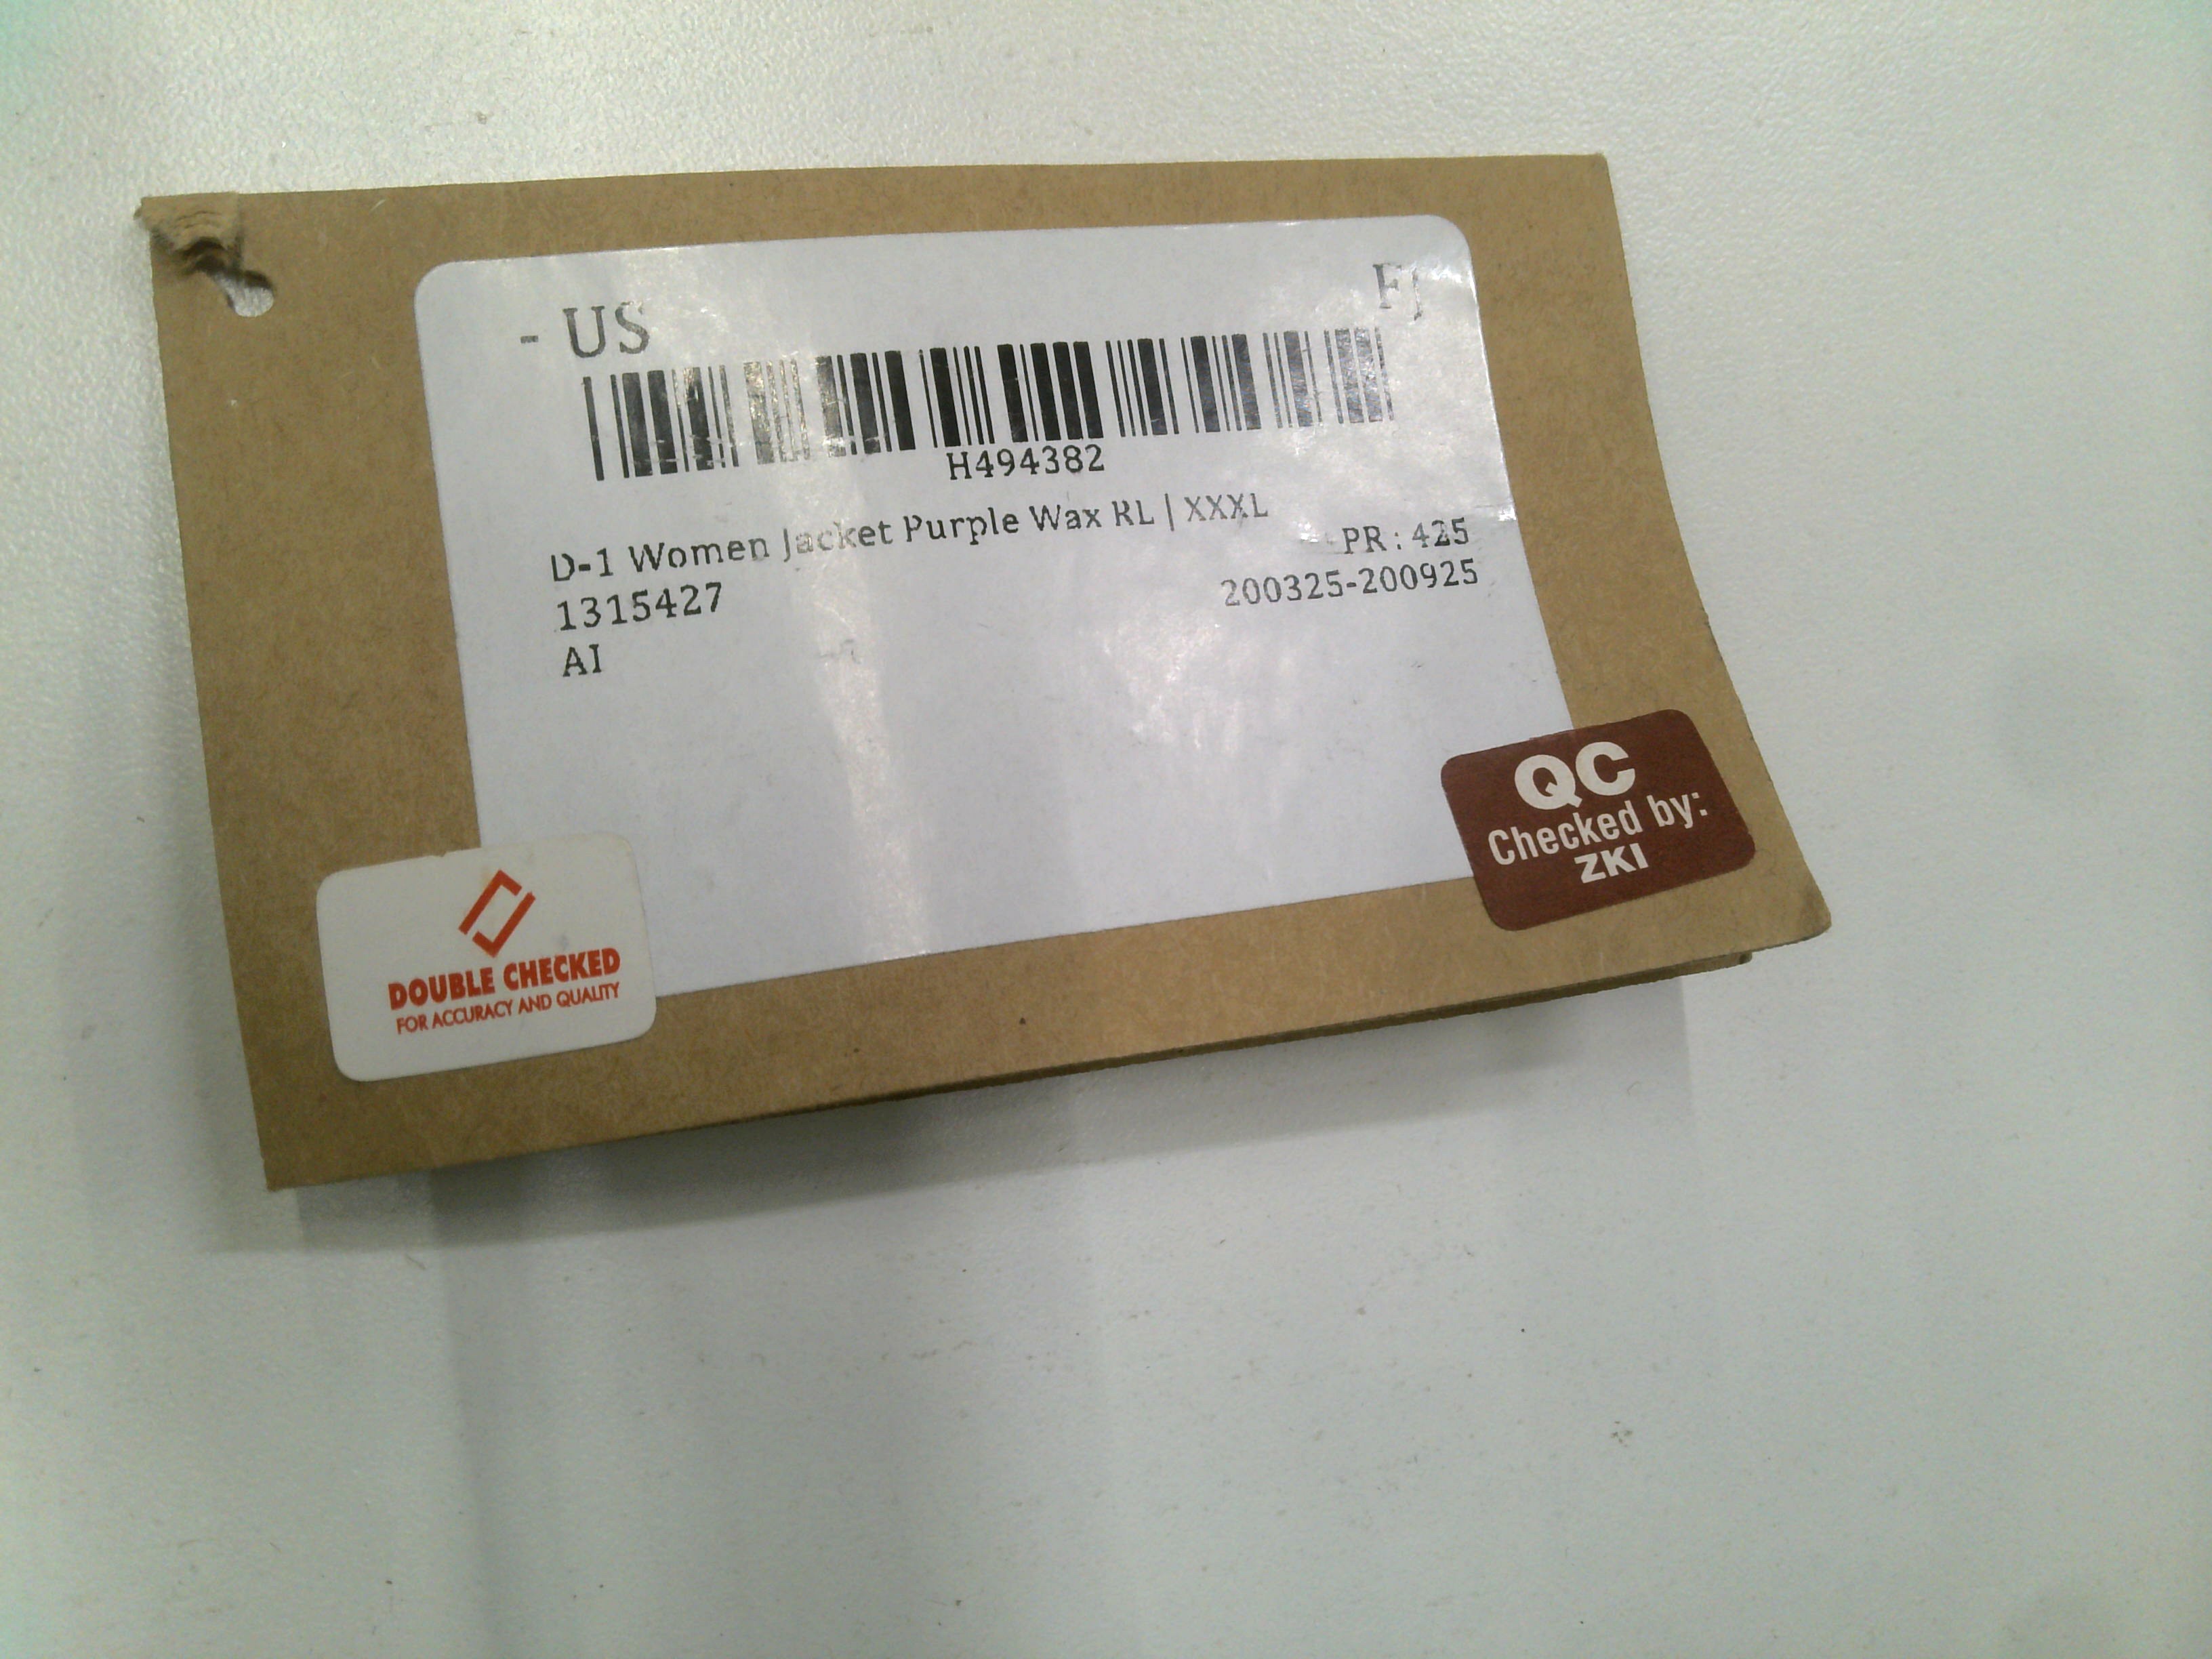 - US FJ
H494382
D-1 Women Jacket Purple Wax RL | XXXL
PR : 425
1315427 200325-200925
AI
QC
Checked by:
ZKI
DOUBLE CHECKED
FOR ACCURACY AND QUALITY